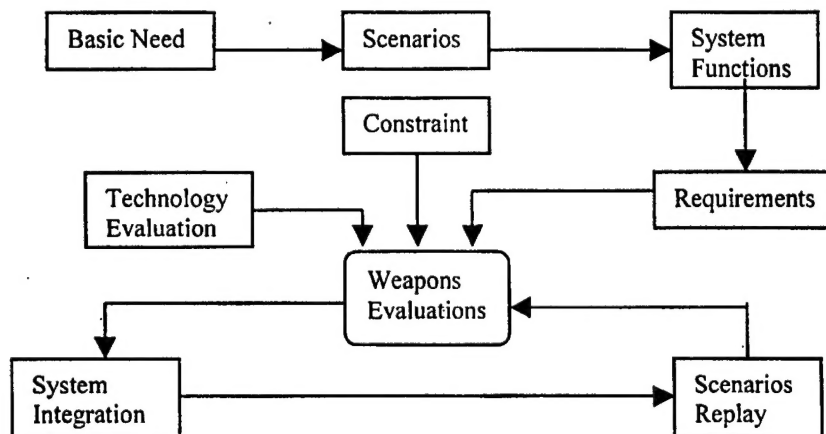 Basic Need
Scenarios
System
Functions
Constraint
Technology
Evaluation
Requirements
Weapons
Evaluations
System
Integration
Scenarios
Replay